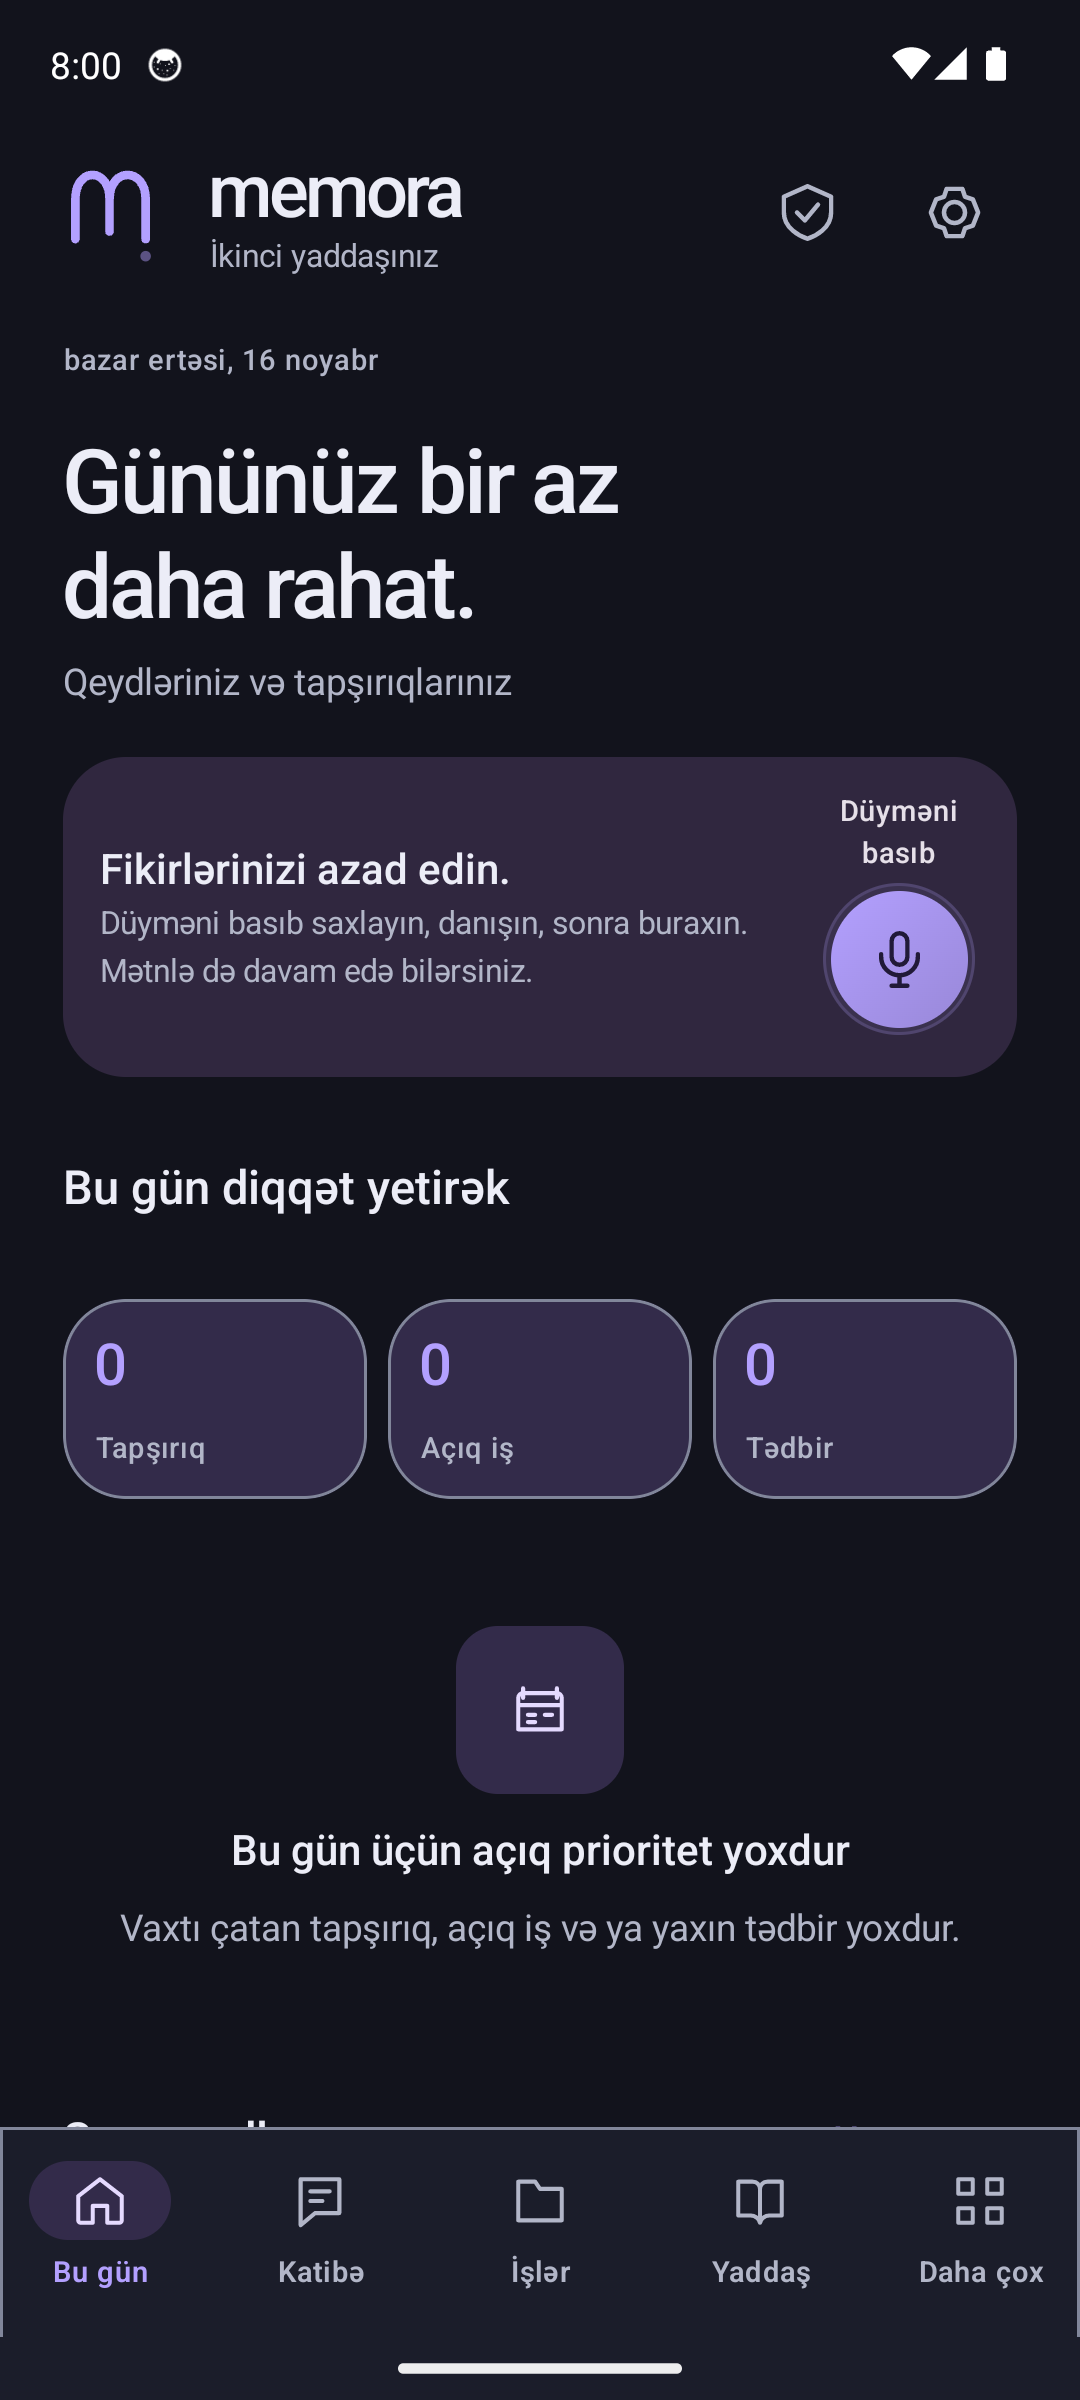 8:00
memora
İkinci yaddaşınız
bazar ertəsi, 16 noyabr
Gününüz bir az
daha rahat.
Qeydləriniz və tapşırıqlarınız
Düyməni
basıb
Fikirlərinizi azad edin.
Düyməni basıb saxlayın, danışın, sonra buraxın.
Mətnlə də davam edə bilərsiniz.
Bu gün diqqət yetirək
0
Tapşırıq
0
Açıq iş
0
Tədbir
Bu gün üçün açıq prioritet yoxdur
Vaxtı çatan tapşırıq, açıq iş və ya yaxın tədbir yoxdur.
Bu gün
Katibə
İşlər
Yaddaş
Daha çox